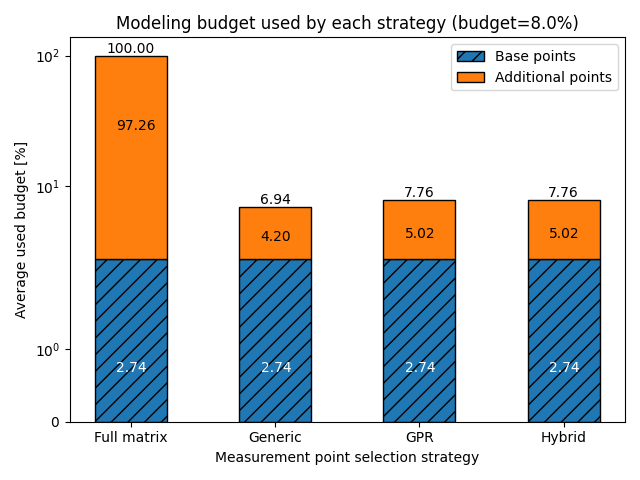 Modeling budget used by each strategy (budget=8.0%)
Base points
Additional points
Average used budget [%]
10²
10¹
10⁰
0
100.00
97.26
2.74
6.94
4.20
2.74
7.76
5.02
2.74
7.76
5.02
2.74
Full matrix
Generic
GPR
Hybrid
Measurement point selection strategy